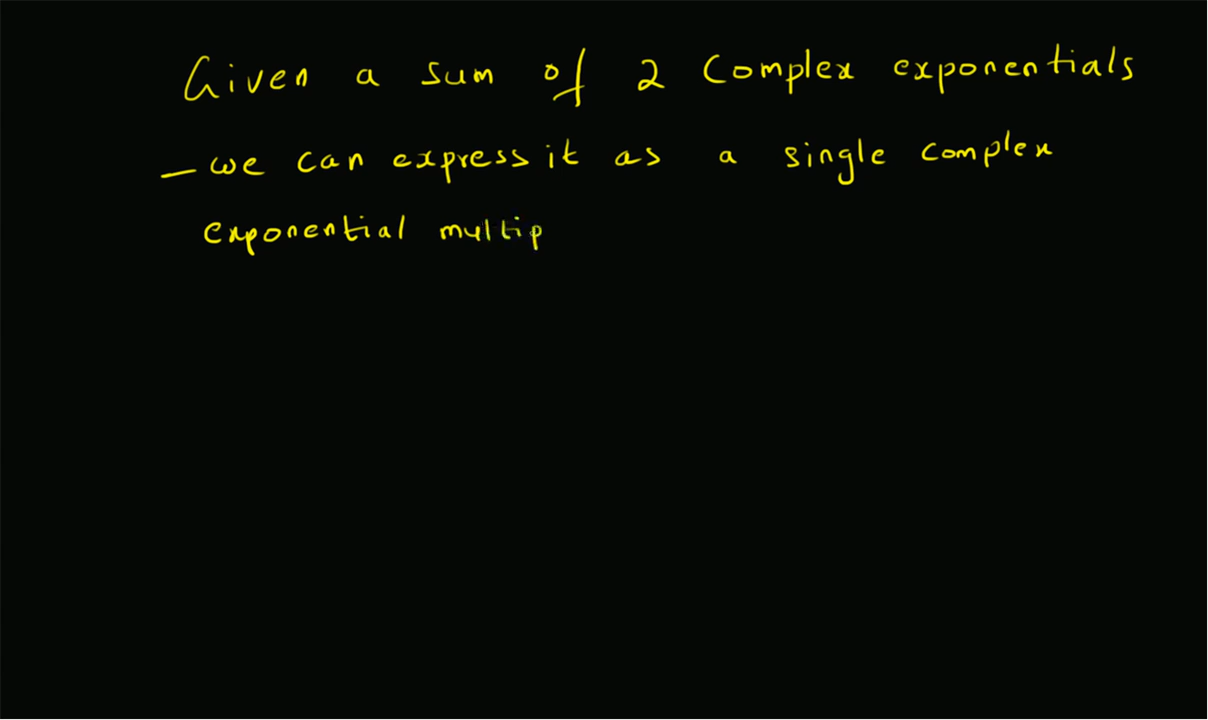 Given a sum of 2 Complex exponentials
- we can express it as a single complex
exponential multip